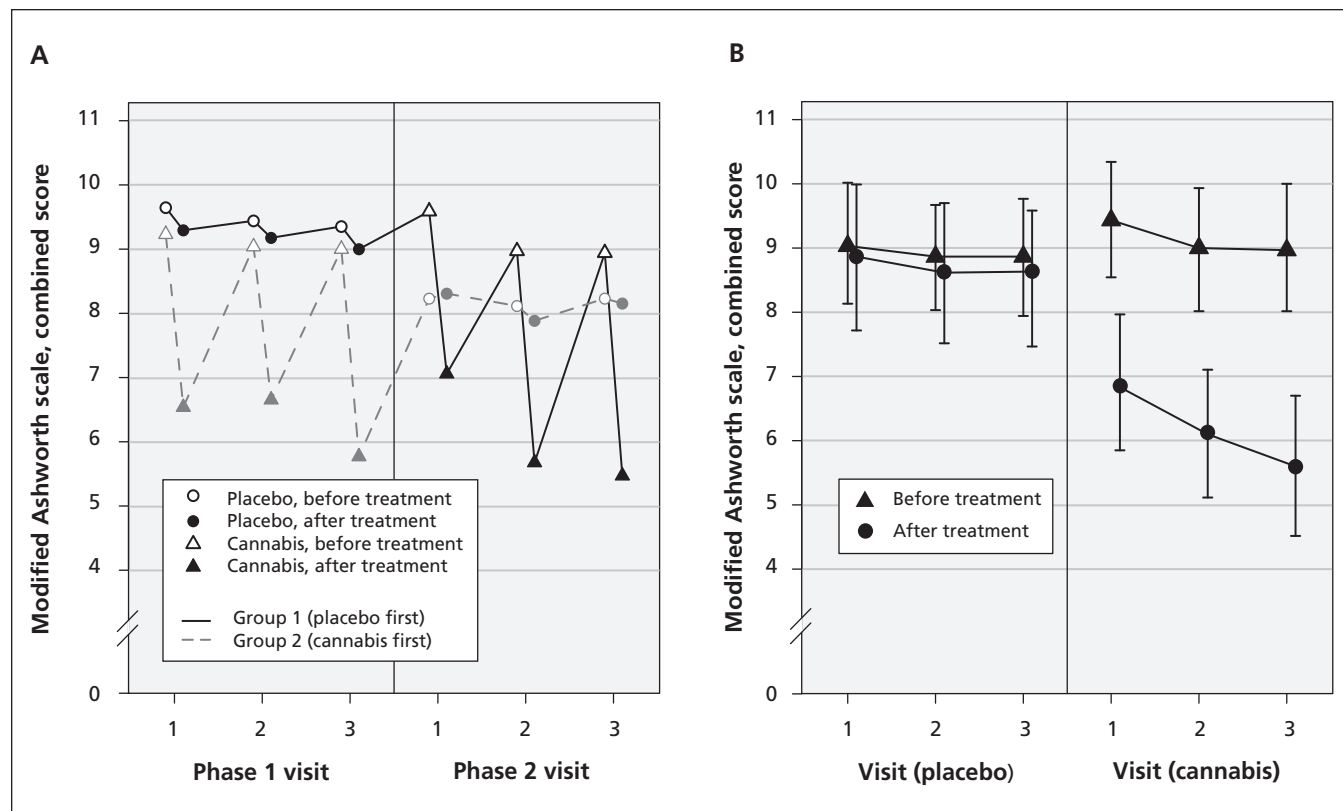 A
Modified Ashworth scale, combined score
11
10
9
8
7
6
5
4
0
Placebo, before treatment
Placebo, after treatment
Cannabis, before treatment
Cannabis, after treatment
Group 1 (placebo first)
Group 2 (cannabis first)
1 2 3 1 2 3
Phase 1 visit Phase 2 visit
B
Modified Ashworth scale, combined score
11
10
9
8
7
6
5
4
0
Before treatment
After treatment
1 2 3 1 2 3
Visit (placebo) Visit (cannabis)